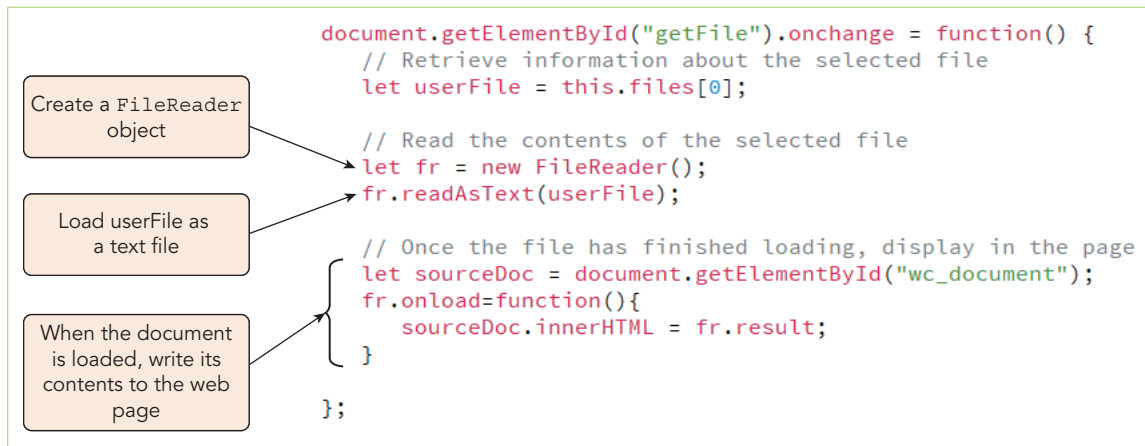 document.getElementById("getFile").onchange = function() {
// Retrieve information about the selected file
let userFile = this.files[0];
Create a FileReader
object
// Read the contents of the selected file
let fr = new FileReader();
fr.readAsText(userFile);
Load userFile as
a text file
// Once the file has finished loading, display in the page
let sourceDoc = document.getElementById("wc_document");
fr.onload=function(){
sourceDoc.innerHTML = fr.result;
}
When the document
is loaded, write its
contents to the web
page
};